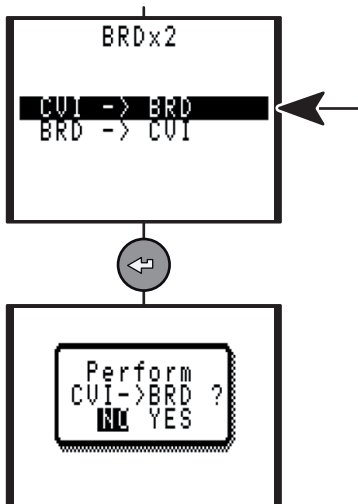 BRDx2
CVI -> BRD
BRD -> CVI
Perform
CVI->BRD ?
NO YES